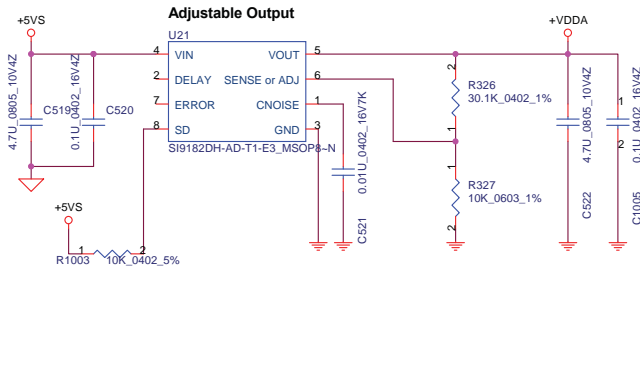 Adjustable Output
+5VS
+VDDA
U21
4 VIN VOUT 5
2 DELAY SENSE or ADJ 6
7 ERROR CNOISE 1
8 SD GND 3
SI9182DH-AD-T1-E3_MSOP8~N
4.7U_0805_10V4Z
C519
0.1U_0402_16V4Z
C520
0.01U_0402_16V7K
C521
2
R326
30.1K_0402_1%
1
1
R327
10K_0603_1%
2
4.7U_0805_10V4Z
C522
1
2
0.1U_0402_16V4Z
C1005
+5VS
1 2
R1003 10K_0402_5%